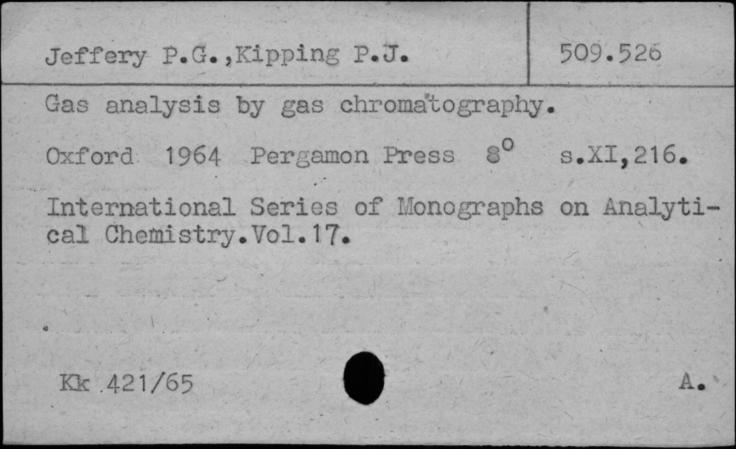 Jeffery P.G.,Kipping P.J.
509.526
Gas analysis by gas chromatography.
Oxford 1964 Pergamon Press 8° s.XI,216.
International Series of Monographs on Analyti-
cal Chemistry.Vol.17.
Kk 421/65
A.